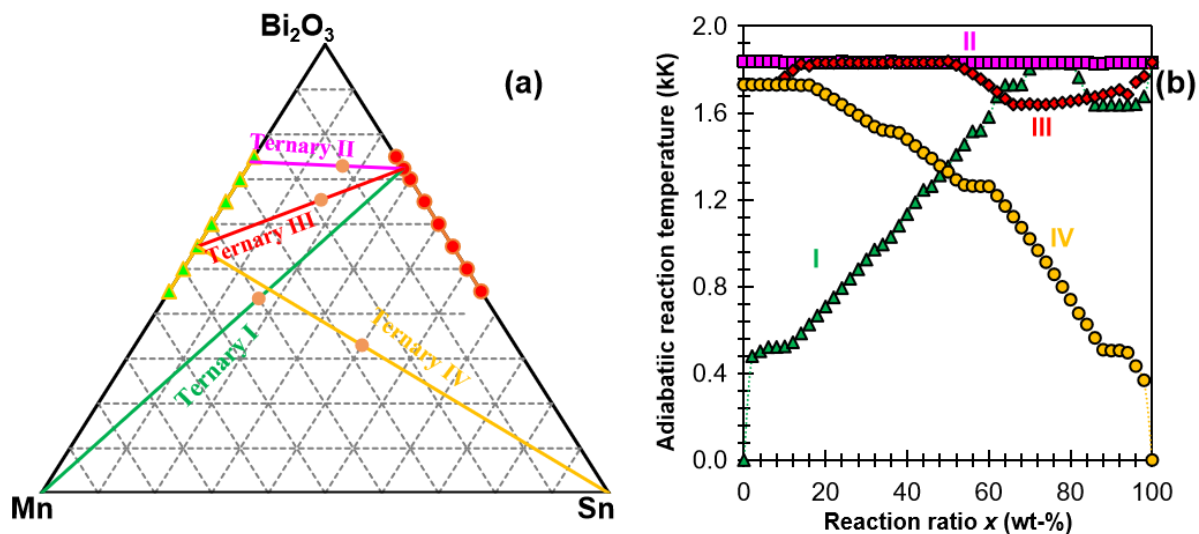 Bi₂O₃
(a)
Ternary II
Ternary III
Ternary I
Ternary IV
Mn
Sn
Adiabatiic reaction temperature (kK)
2.0
1.6
1.2
0.8
0.4
0.0
II
(b)
III
I
IV
0
20
40
60
80
100
Reaction ratio x (wt-%)